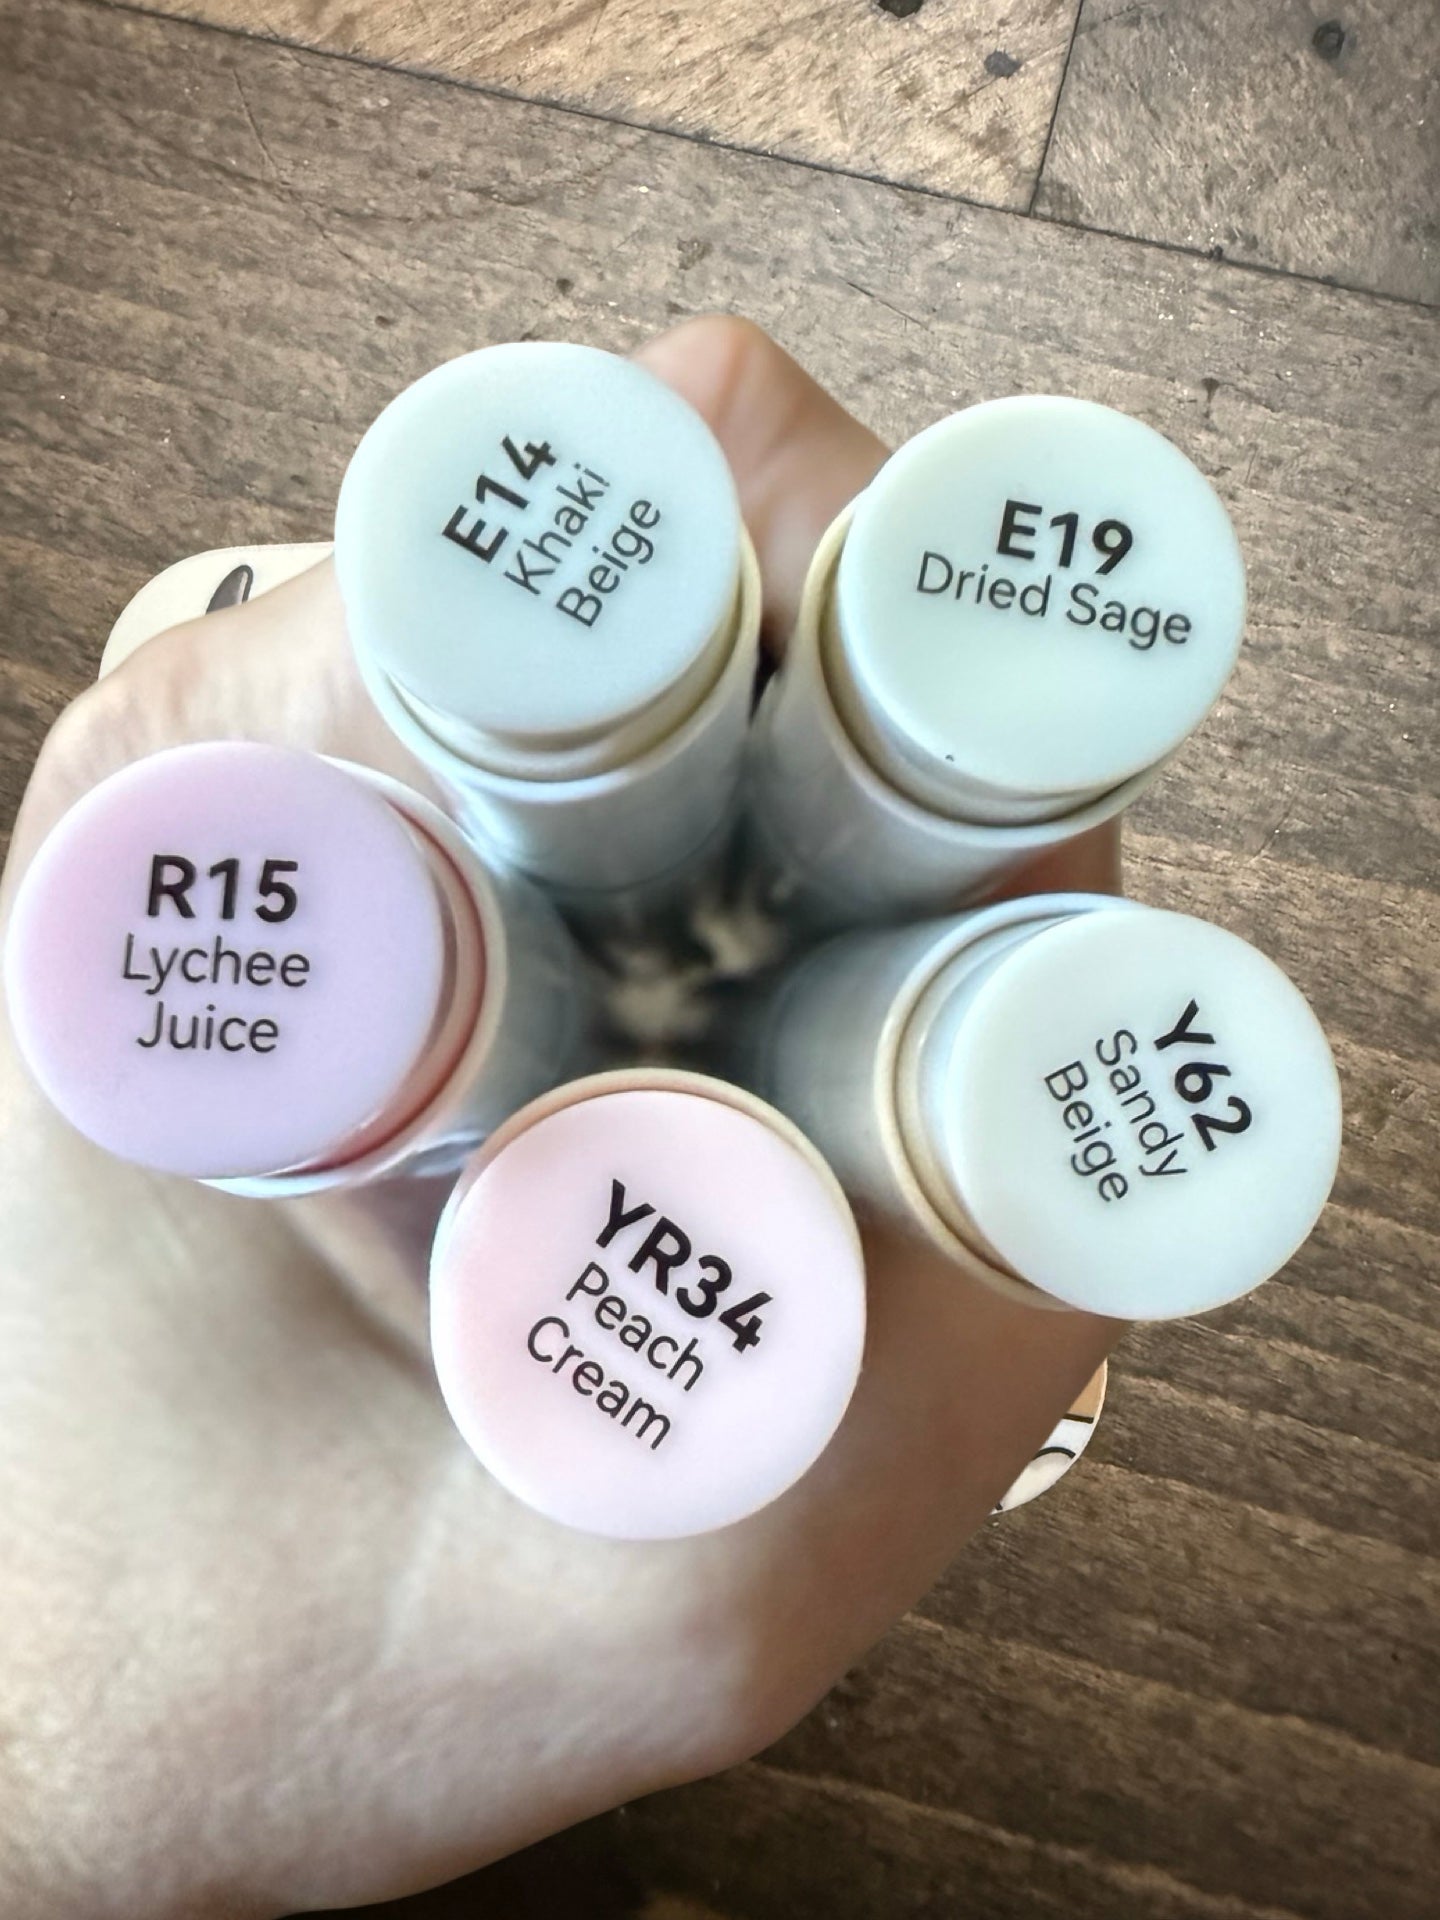 E14
Khaki
Beige
E19
Dried Sage
R15
Lychee
Juice
Y62
Sandy
Beige
YR34
Peach
Cream